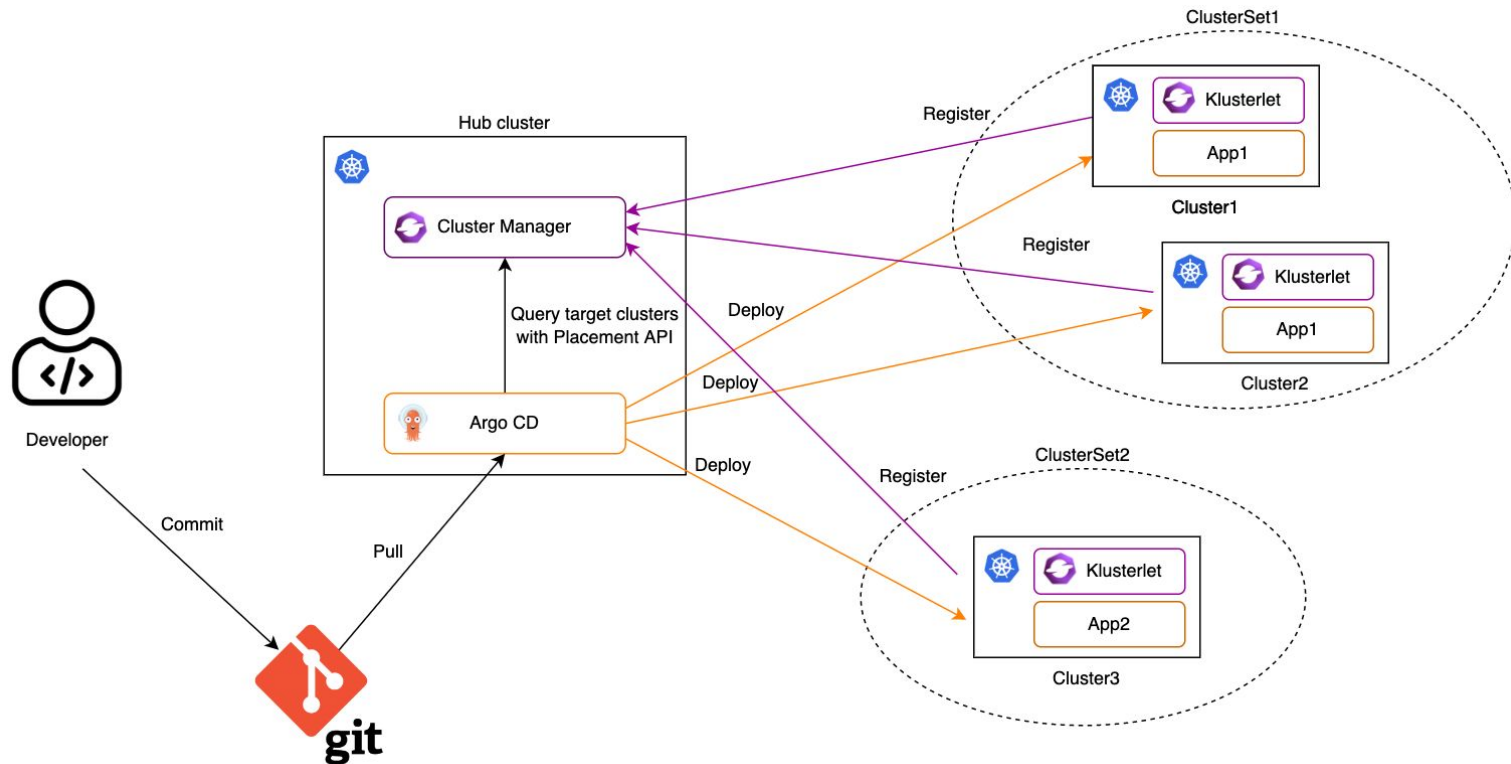 ClusterSet1
Klusterlet
App1
Cluster1
Register
Hub cluster
Cluster Manager
Register
Klusterlet
App1
Cluster2
Query target clusters
with Placement API
Deploy
Deploy
Argo CD
Deploy
Developer
Commit
Pull
git
Register
ClusterSet2
Klusterlet
App2
Cluster3